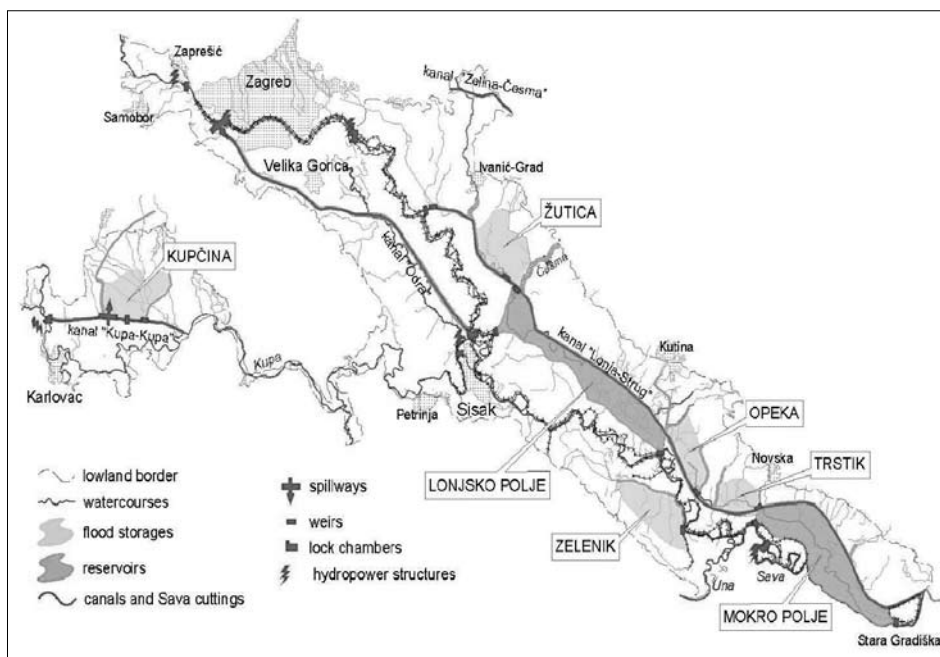 Zaprešić
Zagreb
kanal "Zelina-Česma"
Samobor
Velika Gorica
Ivanić-Grad
ŽUTICA
KUPČINA
kanal "Odra"
Česma
kanal "Kupa-Kupa"
kanal "Lonja-Strug"
Kutina
Kupa
Karlovac
Petrinja
Sisak
OPEKA
Novska
TRSTIK
LONJSKO POLJE
ZELENIK
Una
Sava
MOKRO POLJE
Stara Gradiška
lowland border
watercourses
flood storages
reservoirs
canals and Sava cuttings
spillways
weirs
lock chambers
hydropower structures